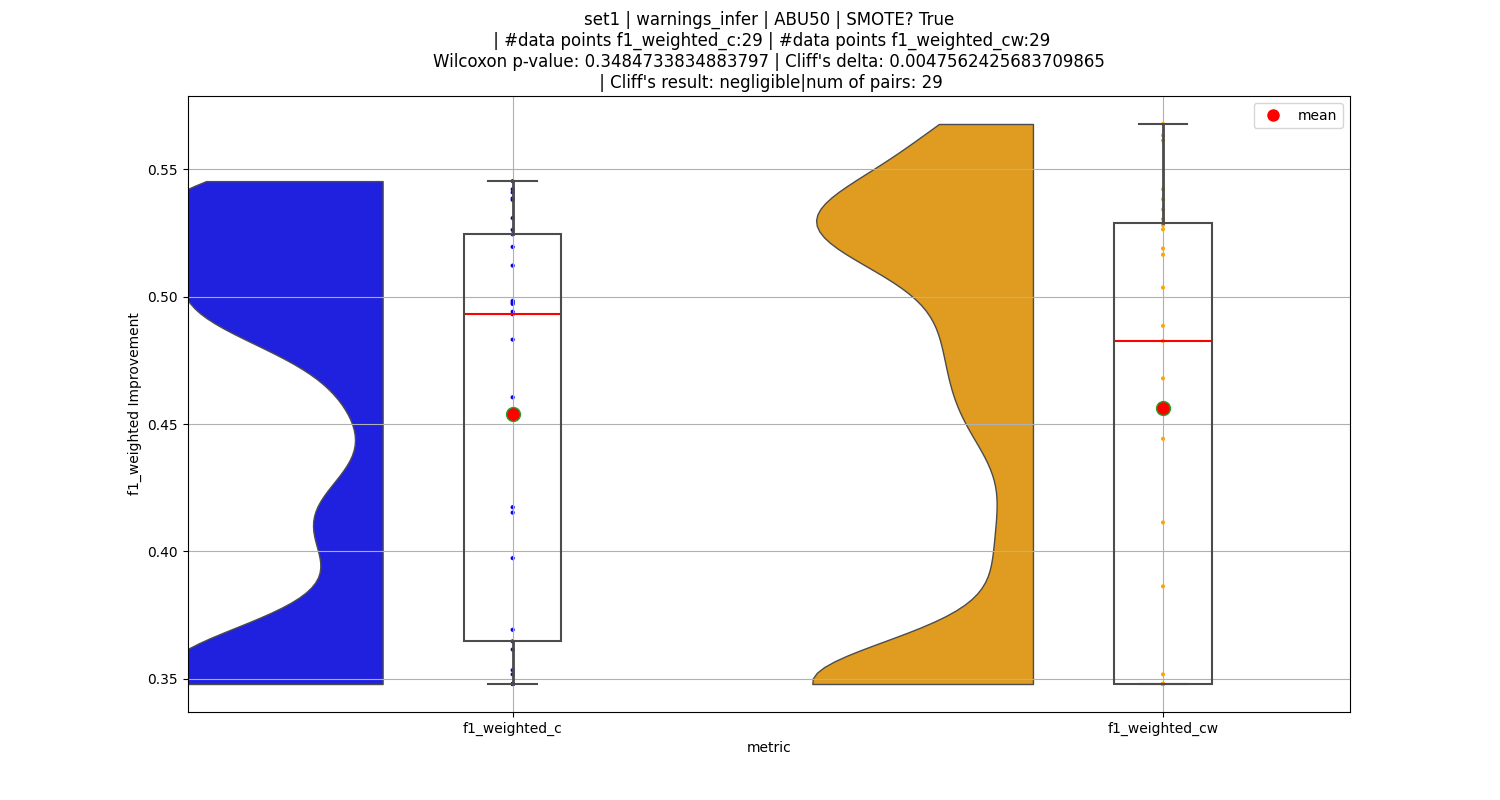 set1 | warnings_infer | ABU50 | SMOTE? True
| #data points f1_weighted_c:29 | #data points f1_weighted_cw:29
Wilcoxon p-value: 0.3484733834883797 | Cliff's delta: 0.0047562425683709865
| Cliff's result: negligible|num of pairs: 29
mean
0.55
0.50
0.45
0.40
0.35
f1_weighted Improvement
f1_weighted_c
f1_weighted_cw
metric